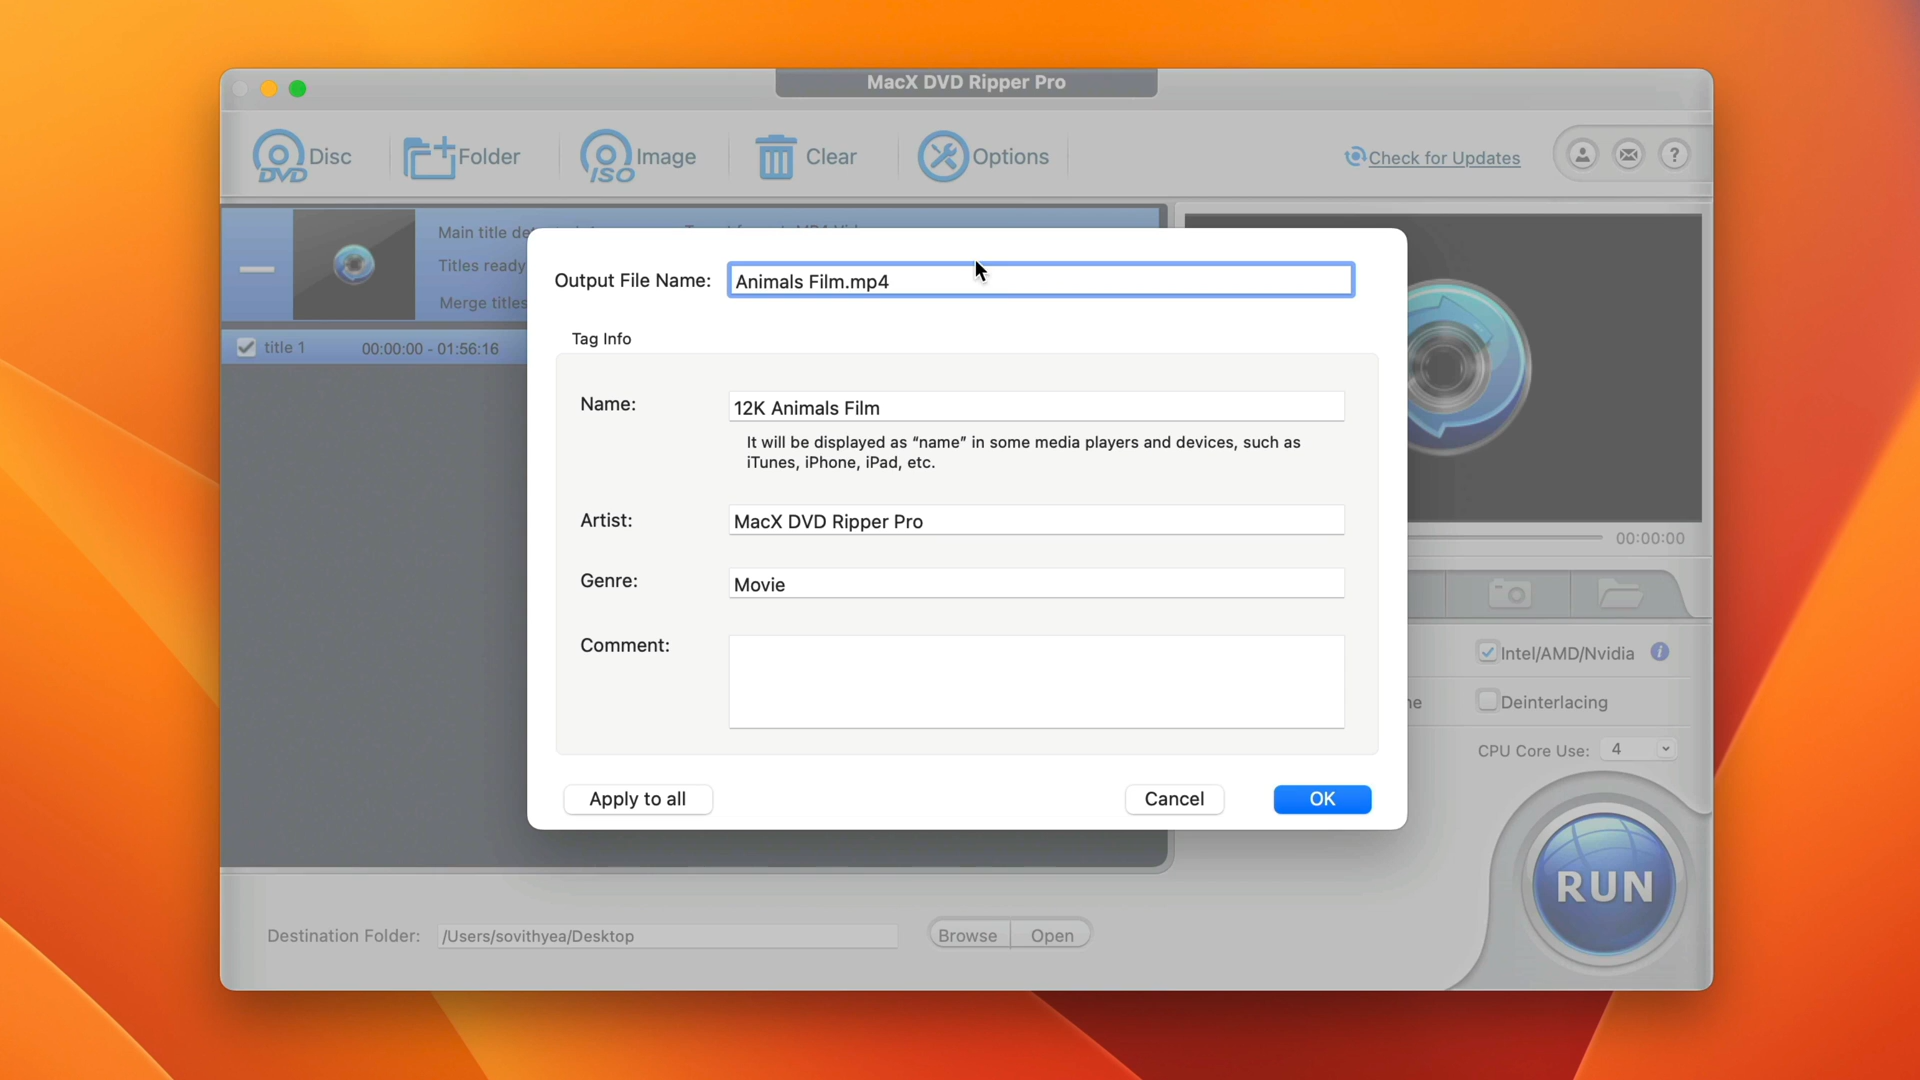 MacX DVD Ripper Pro
DVD Disc
Folder
ISO Image
Clear
Options
Check for Updates
?
Main title de
Titles ready
Merge titles
title 1 00:00:00 - 01:56:16
Output File Name: Animals Film.mp4
Tag Info
Name: 12K Animals Film
It will be displayed as “name” in some media players and devices, such as
iTunes, iPhone, iPad, etc.
Artist: MacX DVD Ripper Pro
Genre: Movie
Comment:
Apply to all Cancel OK
00:00:00
Intel/AMD/Nvidia i
Deinterlacing
CPU Core Use: 4
RUN
Destination Folder: /Users/sovithyea/Desktop Browse Open